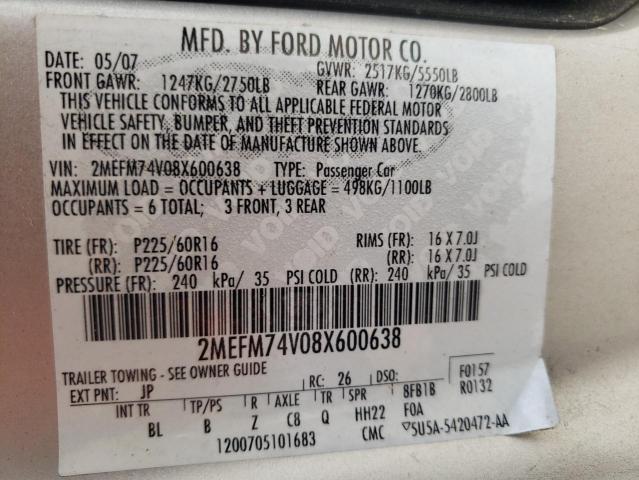 MFD. BY FORD MOTOR CO.
DATE: 05/07 GVWR: 2517KG/5550LB
FRONT GAWR: 1247KG/2750LB REAR GAWR: 1270KG/2800LB
THIS VEHICLE CONFORMS TO ALL APPLICABLE FEDERAL MOTOR
VEHICLE SAFETY, BUMPER, AND THEFT PREVENTION STANDARDS
IN EFFECT ON THE DATE OF MANUFACTURE SHOWN ABOVE.
VIN: 2MEFM74V08X600638 TYPE: Passenger Car
MAXIMUM LOAD = OCCUPANTS + LUGGAGE = 498KG/1100LB
OCCUPANTS = 6 TOTAL; 3 FRONT, 3 REAR
TIRE (FR): P225/60R16 RIMS (FR): 16 X 7.0J
(RR): P225/60R16 (RR): 16 X 7.0J
PRESSURE (FR): 240 kPa/ 35 PSI COLD (RR): 240 kPa/ 35 PSI COLD
2MEFM74V08X600638
TRAILER TOWING - SEE OWNER GUIDE
EXT PNT: JP RC: 26 DSO: F0157
INT TR TP/PS R AXLE TR SPR 8FB1B R0132
BL B Z C8 Q HH22 F0A
1200705101683 CMC 5U5A-5420472-AA
VOID VOID VOID